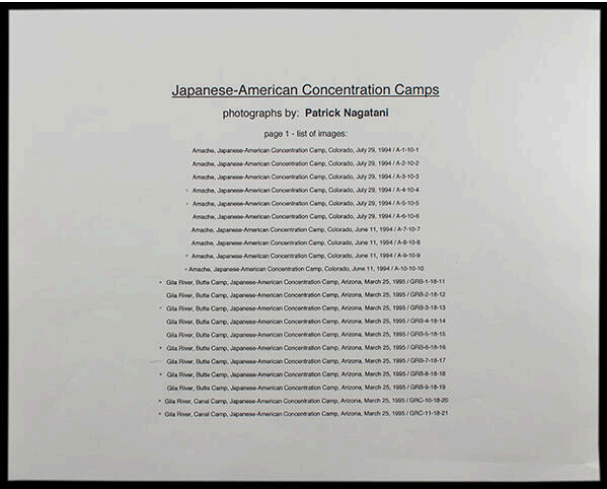 Japanese-American Concentration Camps
photographs by: Patrick Nagatani
page 1 - list of images:
Amache, Japanese-American Concentration Camp, Colorado, July 29, 1994 / A-1-10-1
Amache, Japanese-American Concentration Camp, Colorado, July 29, 1994 / A-2-10-2
Amache, Japanese-American Concentration Camp, Colorado, July 29, 1994 / A-3-10-3
Amache, Japanese-American Concentration Camp, Colorado, July 29, 1994 / A-4-10-4
Amache, Japanese-American Concentration Camp, Colorado, July 29, 1994 / A-5-10-5
Amache, Japanese-American Concentration Camp, Colorado, July 29, 1994 / A-6-10-6
Amache, Japanese-American Concentration Camp, Colorado, June 11, 1994 / A-7-10-7
Amache, Japanese-American Concentration Camp, Colorado, June 11, 1994 / A-8-10-8
Amache, Japanese-American Concentration Camp, Colorado, June 11, 1994 / A-9-10-9
Amache, Japanese-American Concentration Camp, Colorado, June 11, 1994 / A-10-10-10
Gila River, Butte Camp, Japanese-American Concentration Camp, Arizona, March 25, 1995 / GRB-1-18-11
Gila River, Butte Camp, Japanese-American Concentration Camp, Arizona, March 25, 1995 / GRB-2-18-12
Gila River, Butte Camp, Japanese-American Concentration Camp, Arizona, March 25, 1995 / GRB-3-18-13
Gila River, Butte Camp, Japanese-American Concentration Camp, Arizona, March 25, 1995 / GRB-4-18-14
Gila River, Butte Camp, Japanese-American Concentration Camp, Arizona, March 25, 1995 / GRB-5-18-15
Gila River, Butte Camp, Japanese-American Concentration Camp, Arizona, March 25, 1995 / GRB-6-18-16
Gila River, Butte Camp, Japanese-American Concentration Camp, Arizona, March 25, 1995 / GRB-7-18-17
Gila River, Butte Camp, Japanese-American Concentration Camp, Arizona, March 25, 1995 / GRB-8-18-18
Gila River, Butte Camp, Japanese-American Concentration Camp, Arizona, March 25, 1995 / GRB-9-18-19
Gila River, Canal Camp, Japanese-American Concentration Camp, Arizona, March 25, 1995 / GRC-10-18-20
Gila River, Canal Camp, Japanese-American Concentration Camp, Arizona, March 25, 1995 / GRC-11-18-21